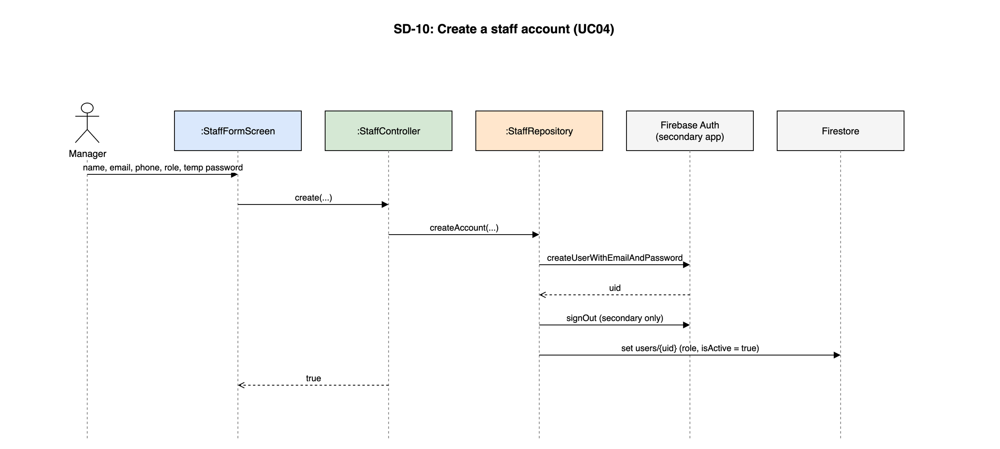 SD-10: Create a staff account (UC04)
Manager
:StaffFormScreen
:StaffController
:StaffRepository
Firebase Auth
(secondary app)
Firestore
name, email, phone, role, temp password
create(...)
createAccount(...)
createUserWithEmailAndPassword
uid
signOut (secondary only)
set users/{uid} (role, isActive = true)
true